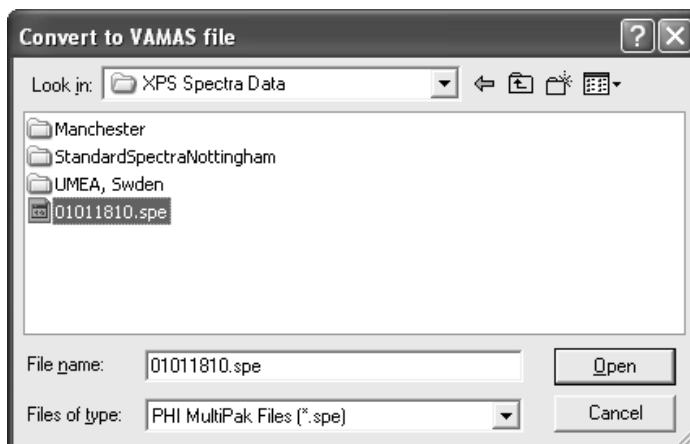 Convert to VAMAS file
Look in: XPS Spectra Data
Manchester
StandardSpectraNottingham
UMEA, Swden
01011810.spe
File name: 01011810.spe Open
Files of type: PHI MultiPak Files (*.spe) Cancel